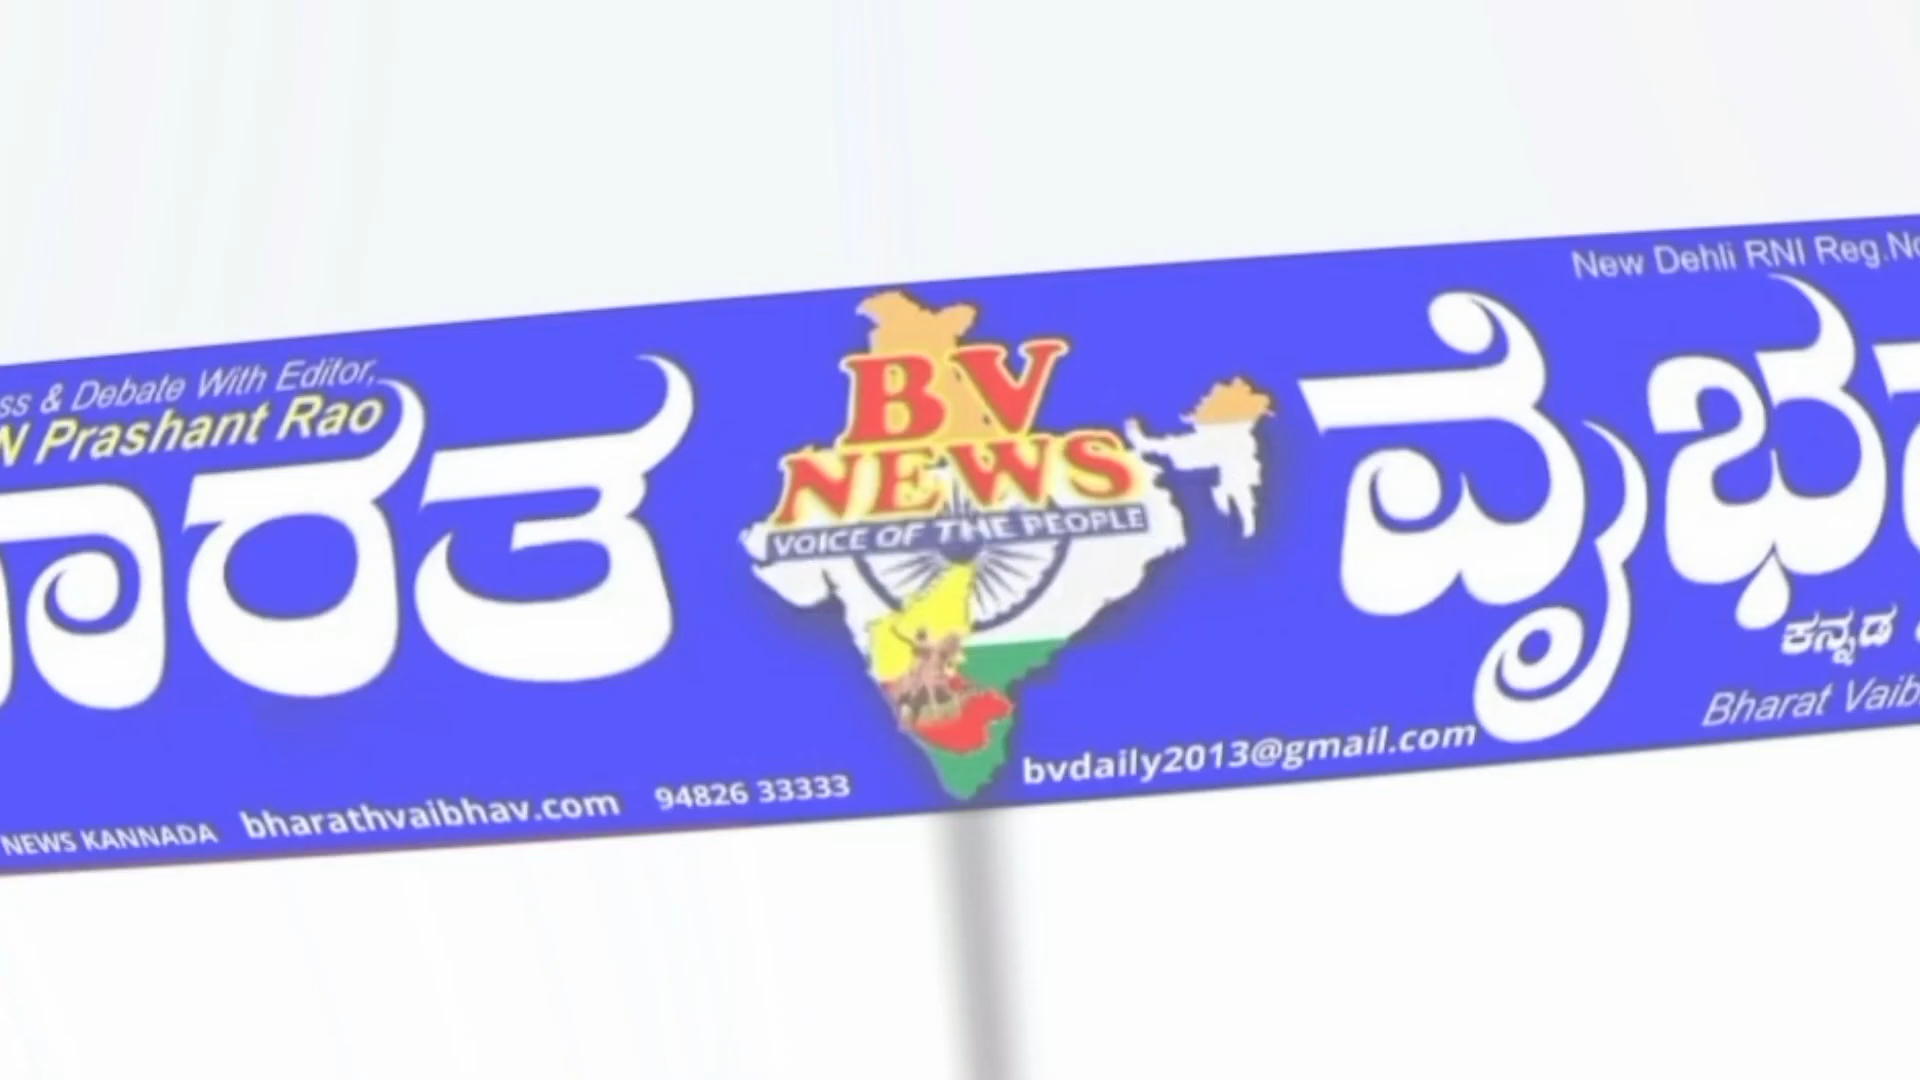 New Dehli RNI Reg.No
ss & Debate With Editor,
N Prashant Rao
ಾರತ
BV
NEWS
VOICE OF THE PEOPLE
ವೈಭ
ಕನ್ನಡ
Bharat Vaib
NEWS KANNADA bharathvaibhav.com 94826 33333 bvdaily2013@gmail.com